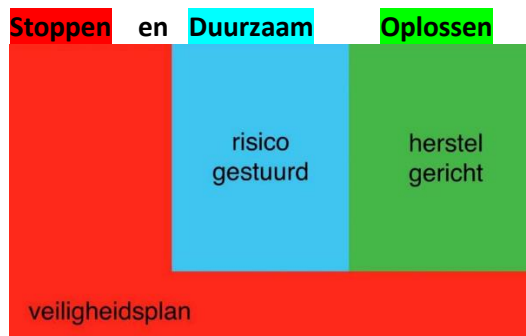 Stoppen en Duurzaam Oplossen
risico
gestuurd
herstel
gericht
veiligheidsplan